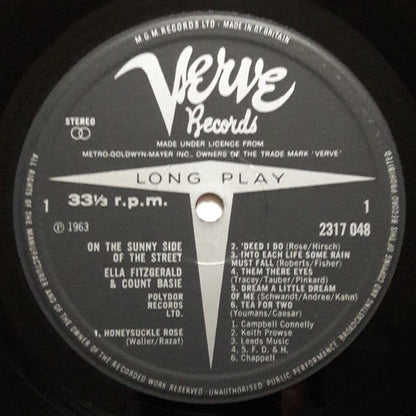 M.G.M. RECORDS LTD · MADE IN GT. BRITAIN
Verve
Records
STEREO
MADE UNDER LICENCE FROM
METRO-GOLDWYN-MAYER INC., OWNERS OF THE TRADE MARK 'VERVE'
LONG PLAY
1
33⅓ r.p.m.
℗ 1963
ON THE SUNNY SIDE
OF THE STREET
ELLA FITZGERALD
& COUNT BASIE
POLYDOR
RECORDS
LTD.
1. HONEYSUCKLE ROSE
(Waller/Razaf)
1
2317 048
2. 'DEED I DO (Rose/Hirsch)
3. INTO EACH LIFE SOME RAIN
MUST FALL (Roberts/Fisher)
4. THEM THERE EYES
(Tracey/Tauber/Pinkard)
5. DREAM A LITTLE DREAM
OF ME (Schwandt/Andree/Kahn)
6. TEA FOR TWO
(Youmans/Caesar)
1. Campbell Connelly
2. Keith Prowse
3. Leeds Music
4. 5. F. D. & H.
6. Chappell
ALL RIGHTS OF THE MANUFACTURER AND OF THE OWNER OF THE RECORDED WORK RESERVED · UNAUTHORISED PUBLIC PERFORMANCE, BROADCASTING AND COPYING OF THIS RECORD PROHIBITED